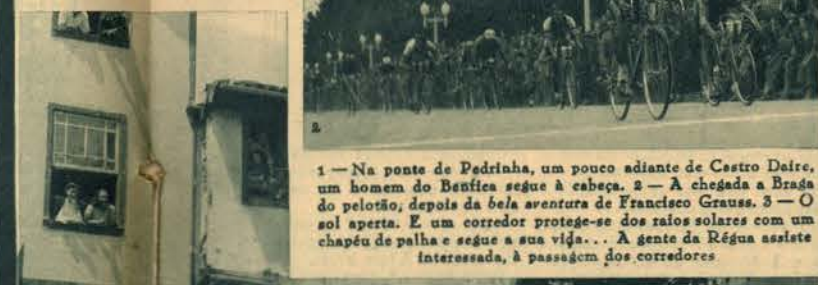 2
1 — Na ponte de Pedrinha, um pouco adiante de Castro Daire,
um homem do Benfica segue à cabeça. 2 — A chegada a Braga
do pelotão, depois da bela aventura de Francisco Grauss. 3 — O
sol aperta. E um corredor protege-se dos raios solares com um
chapéu de palha e segue a sua vida... A gente da Régua assiste
interessada, à passagem dos corredores